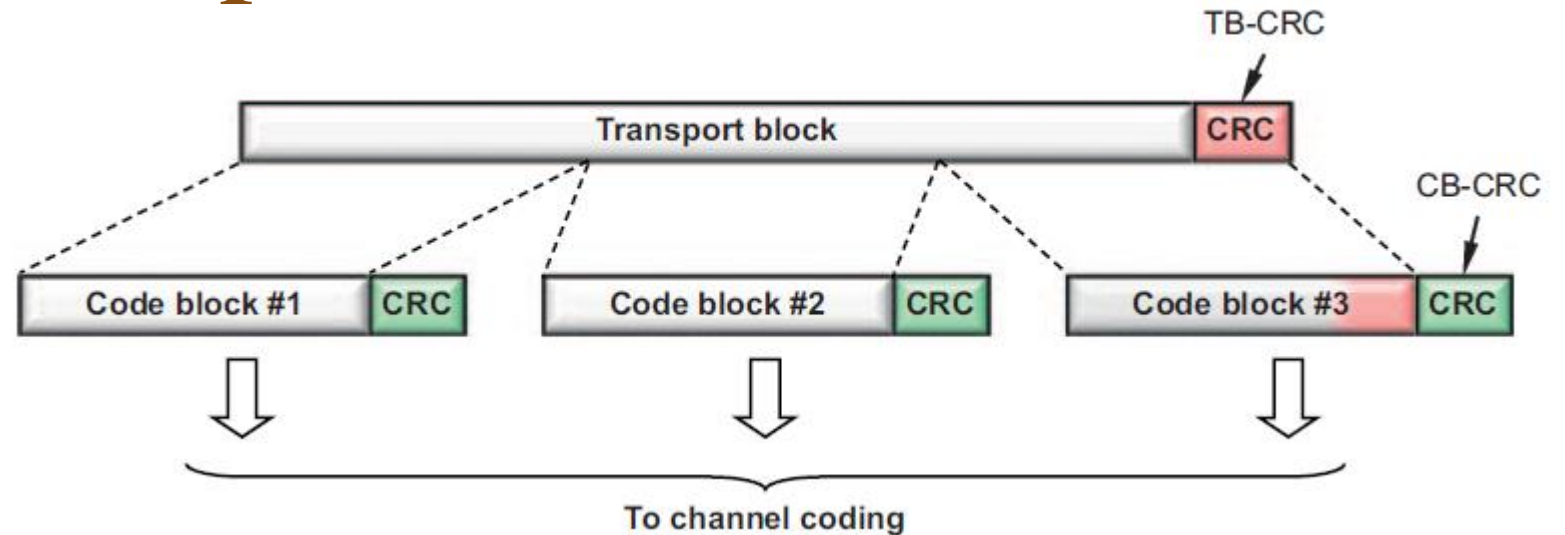 TB-CRC
Transport block CRC
CB-CRC
Code block #1 CRC Code block #2 CRC Code block #3 CRC
To channel coding